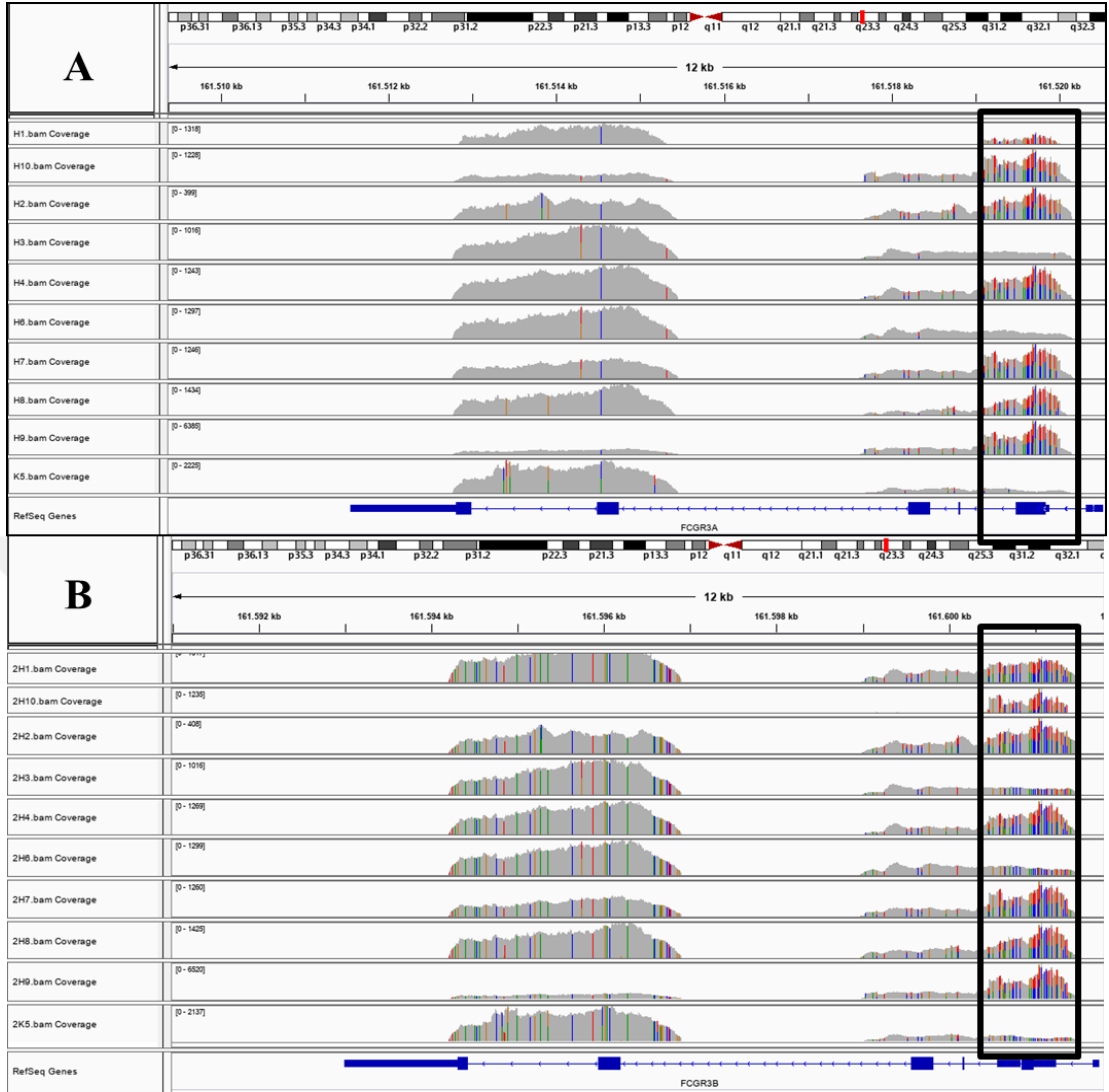 A
p36.31 p36.13 p35.3 p34.3 p34.1 p32.2 p31.2 p22.3 p21.3 p13.3 p12 q11 q12 q21.1 q21.3 q23.3 q24.3 q25.3 q31.2 q32.1 q32.3
12 kb
161.510 kb 161.512 kb 161.514 kb 161.516 kb 161.518 kb 161.520 kb
H1.bam Coverage [0 - 1318]
H10.bam Coverage [0 - 1228]
H2.bam Coverage [0 - 399]
H3.bam Coverage [0 - 1016]
H4.bam Coverage [0 - 1243]
H6.bam Coverage [0 - 1297]
H7.bam Coverage [0 - 1246]
H8.bam Coverage [0 - 1434]
H9.bam Coverage [0 - 6385]
K5.bam Coverage [0 - 2225]
RefSeq Genes
FCGR3A
B
p36.31 p36.13 p35.3 p34.3 p34.1 p32.2 p31.2 p22.3 p21.3 p13.3 p12 q11 q12 q21.1 q21.3 q23.3 q24.3 q25.3 q31.2 q32.1
12 kb
161.592 kb 161.594 kb 161.596 kb 161.598 kb 161.600 kb
2H1.bam Coverage
2H10.bam Coverage [0 - 1235]
2H2.bam Coverage [0 - 408]
2H3.bam Coverage [0 - 1016]
2H4.bam Coverage [0 - 1269]
2H6.bam Coverage [0 - 1299]
2H7.bam Coverage [0 - 1260]
2H8.bam Coverage [0 - 1425]
2H9.bam Coverage [0 - 6520]
2K5.bam Coverage [0 - 2137]
RefSeq Genes
FCGR3B